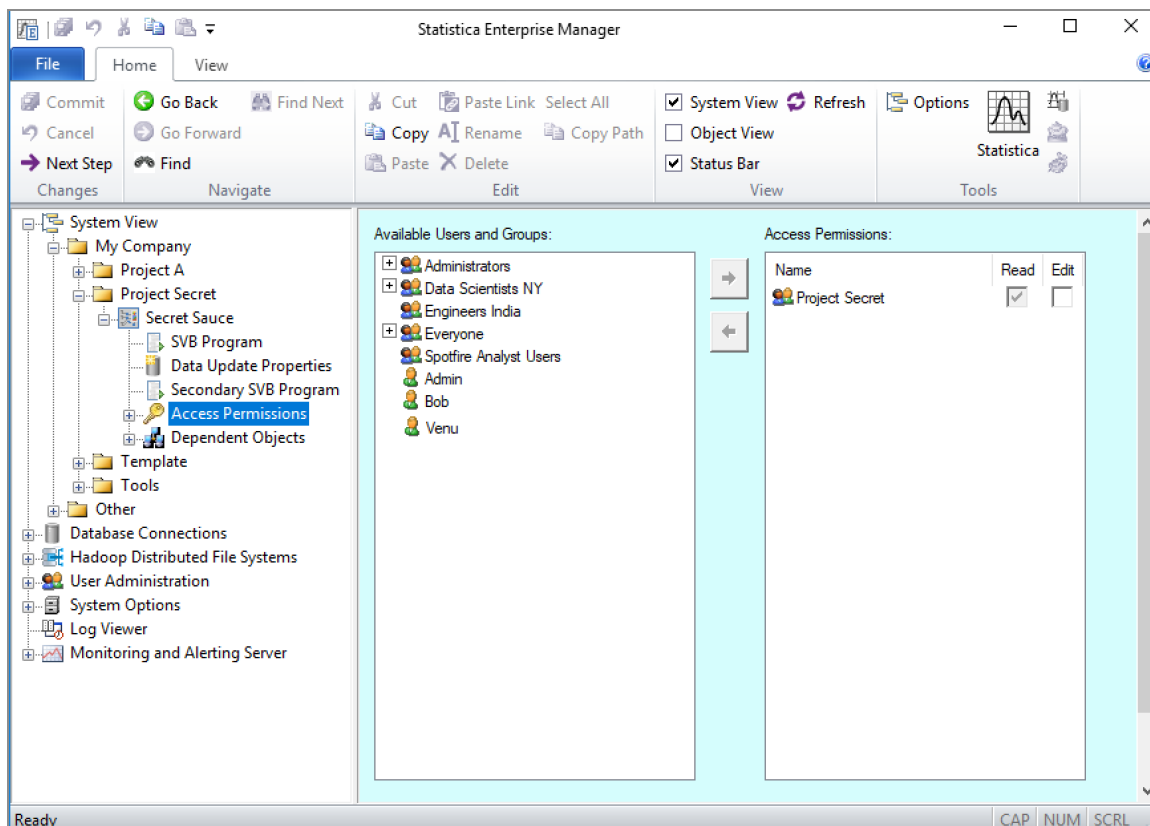 Statistica Enterprise Manager
File Home View
Commit Go Back Find Next Cut Paste Link Select All System View Refresh Options
Cancel Go Forward Copy Rename Copy Path Object View Statistica
Next Step Find Paste Delete Status Bar
Changes Navigate Edit View Tools
System View
My Company
Project A
Project Secret
Secret Sauce
SVB Program
Data Update Properties
Secondary SVB Program
Access Permissions
Dependent Objects
Template
Tools
Other
Database Connections
Hadoop Distributed File Systems
User Administration
System Options
Log Viewer
Monitoring and Alerting Server
Available Users and Groups:
Administrators
Data Scientists NY
Engineers India
Everyone
Spotfire Analyst Users
Admin
Bob
Venu
Access Permissions:
Name Read Edit
Project Secret
Ready CAP NUM SCRL